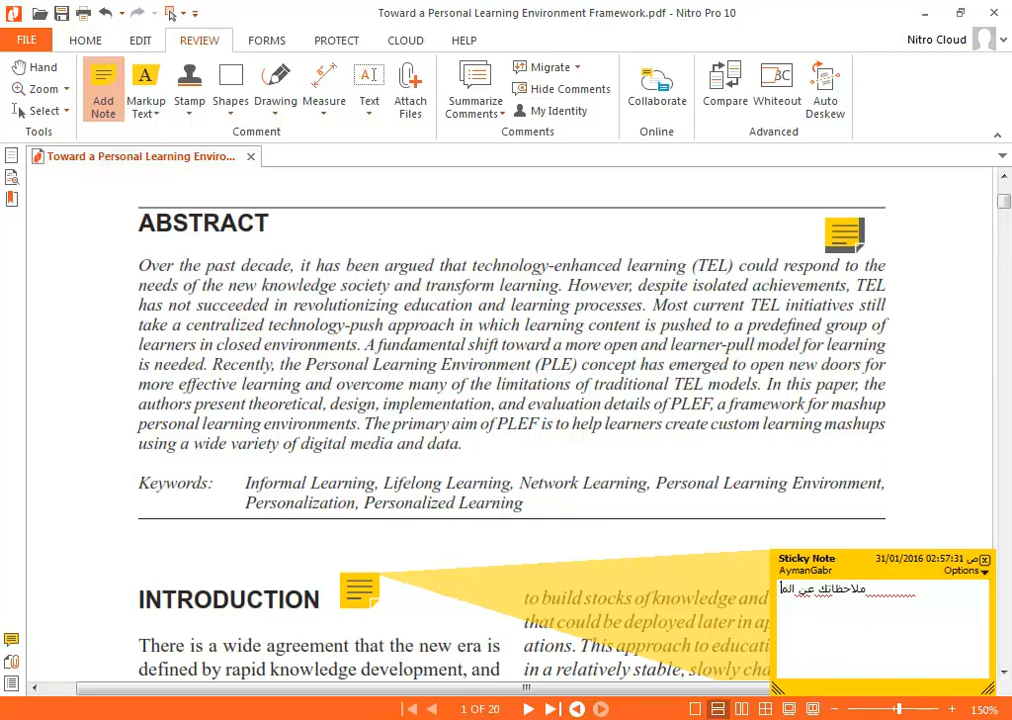 Toward a Personal Learning Environment Framework.pdf - Nitro Pro 10
FILE HOME EDIT REVIEW FORMS PROTECT CLOUD HELP
Nitro Cloud
Hand
Zoom
Select
Tools
Add Note
Markup Text
Stamp
Shapes
Drawing
Measure
Text
Attach Files
Comment
Summarize Comments
Migrate
Hide Comments
My Identity
Comments
Collaborate
Online
Compare
Whiteout
Auto Deskew
Advanced
Toward a Personal Learning Enviro...
ABSTRACT
Over the past decade, it has been argued that technology-enhanced learning (TEL) could respond to the
needs of the new knowledge society and transform learning. However, despite isolated achievements, TEL
has not succeeded in revolutionizing education and learning processes. Most current TEL initiatives still
take a centralized technology-push approach in which learning content is pushed to a predefined group of
learners in closed environments. A fundamental shift toward a more open and learner-pull model for learning
is needed. Recently, the Personal Learning Environment (PLE) concept has emerged to open new doors for
more effective learning and overcome many of the limitations of traditional TEL models. In this paper, the
authors present theoretical, design, implementation, and evaluation details of PLEF, a framework for mashup
personal learning environments. The primary aim of PLEF is to help learners create custom learning mashups
using a wide variety of digital media and data.
Keywords: Informal Learning, Lifelong Learning, Network Learning, Personal Learning Environment,
Personalization, Personalized Learning
INTRODUCTION
There is a wide agreement that the new era is
defined by rapid knowledge development, and
to build stocks of knowledge and
that could be deployed later in ap
ations. This approach to educati
in a relatively stable, slowly cha
Sticky Note 31/01/2016 02:57:31 ص
AymanGabr Options
ملاحظاتك عن الم
1 OF 20
150%